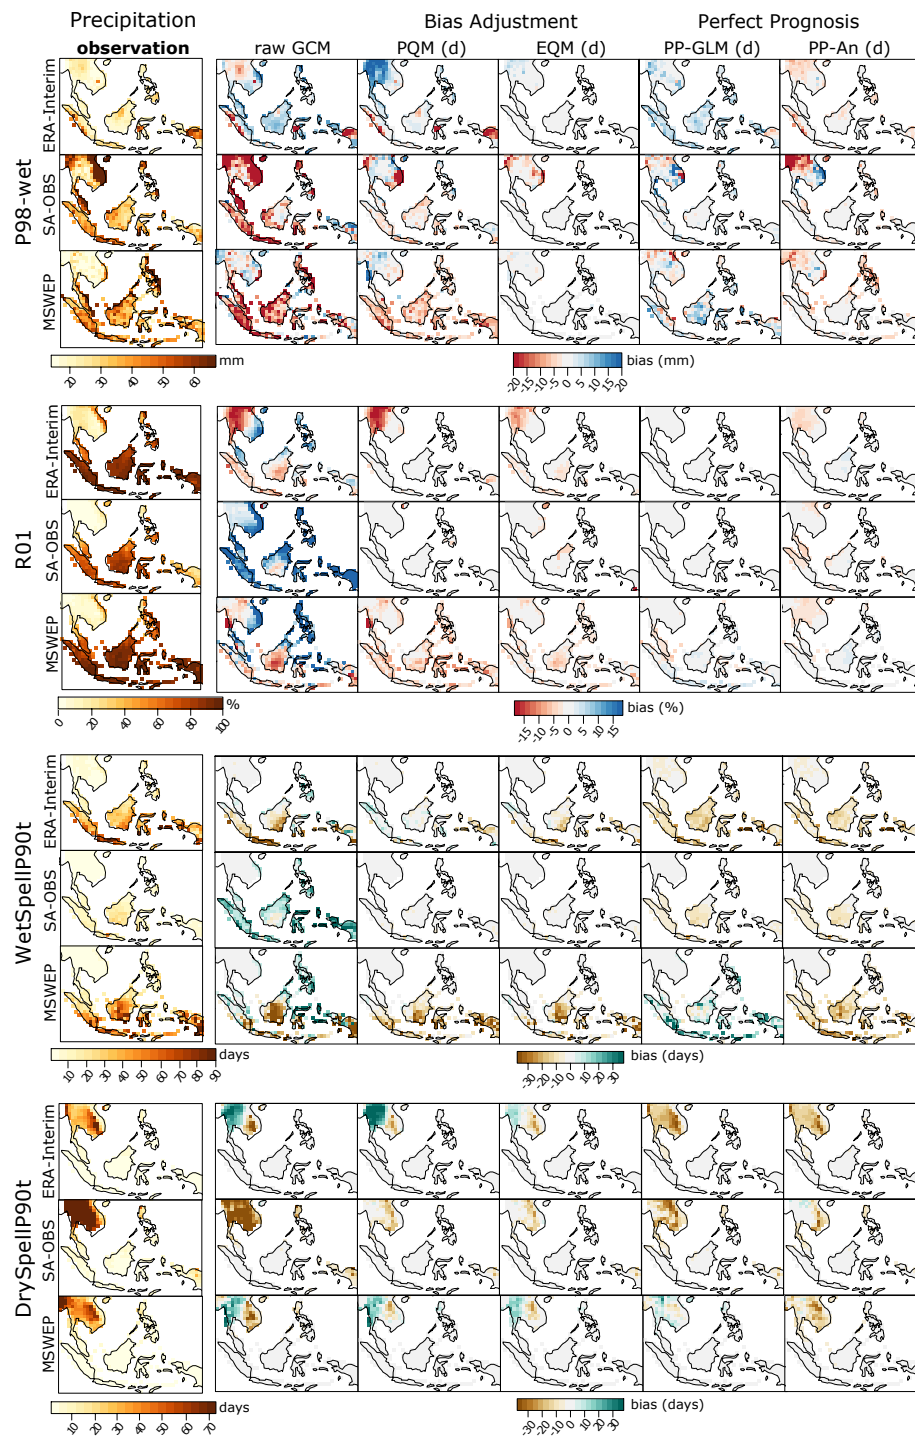 Precipitation Bias Adjustment Perfect Prognosis
observation raw GCM PQM (d) EQM (d) PP-GLM (d) PP-An (d)
P98-wet
ERA-Interim
SA-OBS
MSWEP
20 30 40 50 60 mm
-20 -15 -10 -5 0 5 10 15 20 bias (mm)
R01
ERA-Interim
SA-OBS
MSWEP
0 20 40 60 80 100 %
-15 -10 -5 0 5 10 15 bias (%)
WetSpellP90t
ERA-Interim
SA-OBS
MSWEP
10 20 30 40 50 60 70 80 90 days
-30 -20 -10 0 10 20 30 bias (days)
DrySpellP90t
ERA-Interim
SA-OBS
MSWEP
10 20 30 40 50 60 70 days
-30 -20 -10 0 10 20 30 bias (days)